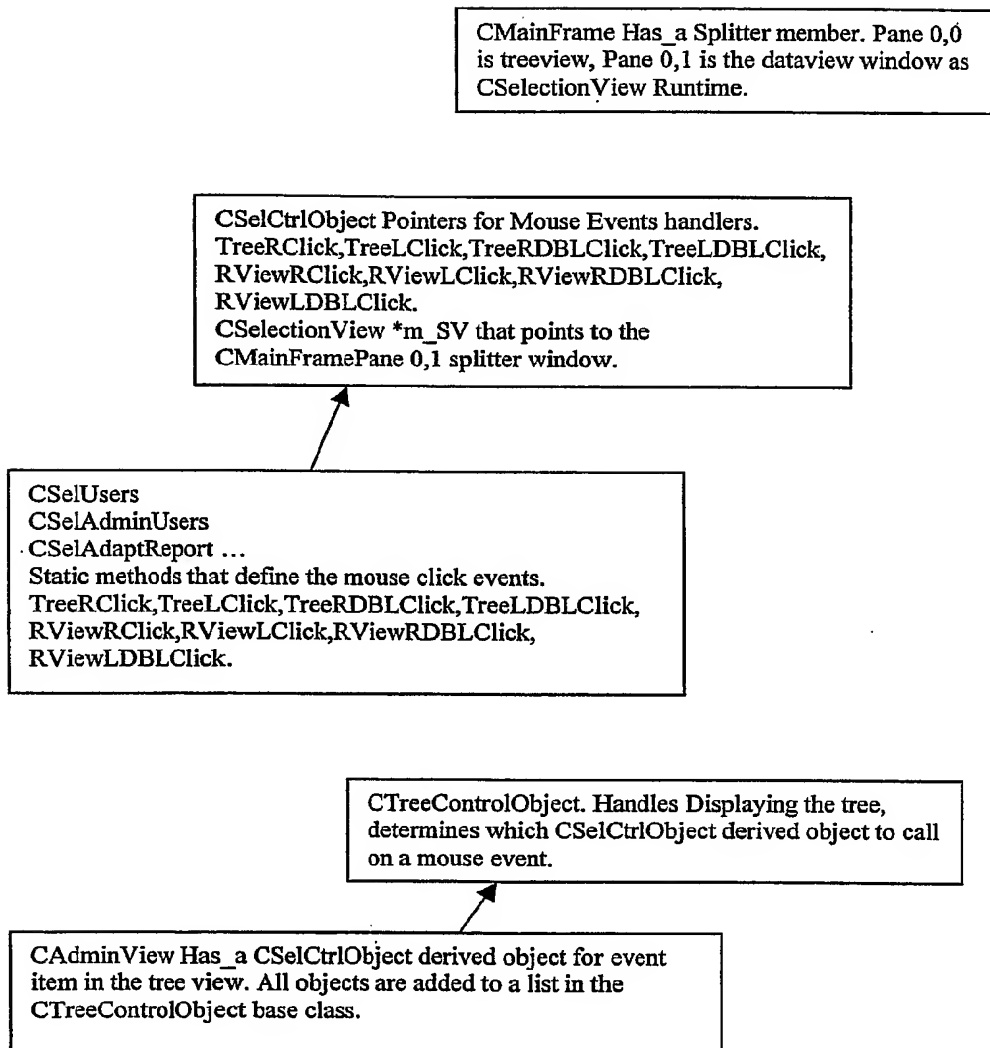 CMainFrame Has_a Splitter member. Pane 0,0
is treeview, Pane 0,1 is the dataview window as
CSelectionView Runtime.
CSelCtrlObject Pointers for Mouse Events handlers.
TreeRClick,TreeLClick,TreeRDBLClick,TreeLDBLClick,
RViewRClick,RViewLClick,RViewRDBLClick,
RViewLDBLClick.
CSelectionView *m_SV that points to the
CMainFramePane 0,1 splitter window.
CSelUsers
CSelAdminUsers
CSelAdaptReport ...
Static methods that define the mouse click events.
TreeRClick,TreeLClick,TreeRDBLClick,TreeLDBLClick,
RViewRClick,RViewLClick,RViewRDBLClick,
RViewLDBLClick.
CTreeControlObject. Handles Displaying the tree,
determines which CSelCtrlObject derived object to call
on a mouse event.
CAdminView Has_a CSelCtrlObject derived object for event
item in the tree view. All objects are added to a list in the
CTreeControlObject base class.